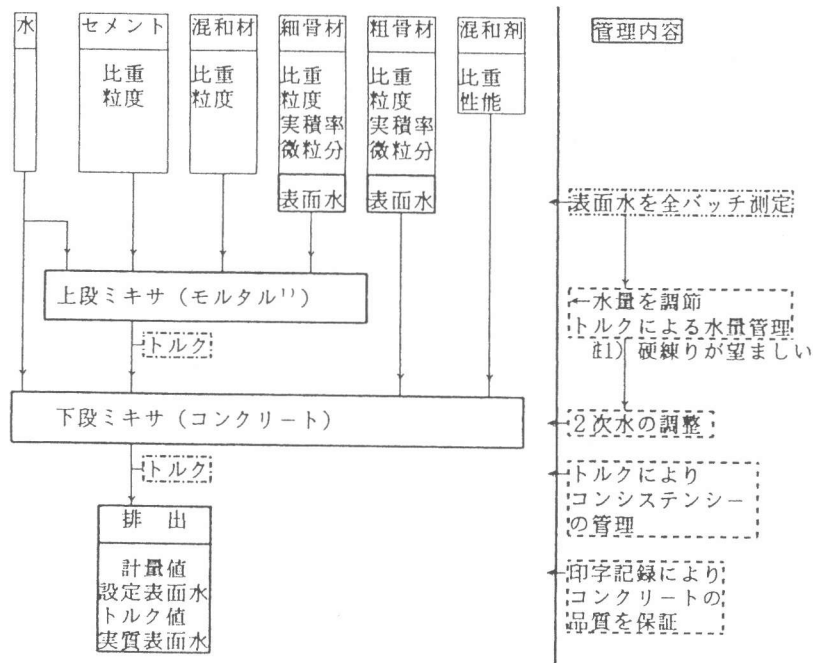 水
セメント
比重
粒度
混和材
比重
粒度
細骨材
比重
粒度
実積率
微粒分
表面水
粗骨材
比重
粒度
実積率
微粒分
表面水
混和剤
比重
性能
管理内容
表面水を全バッチ測定
上段ミキサ（モルタル¹⁾）
水量を調節
トルクによる水量管理
注1) 硬練りが望ましい
トルク
下段ミキサ（コンクリート）
2次水の調整
トルク
トルクにより
コンシステンシー
の管理
排 出
計量値
設定表面水
トルク値
実質表面水
印字記録により
コンクリートの
品質を保証